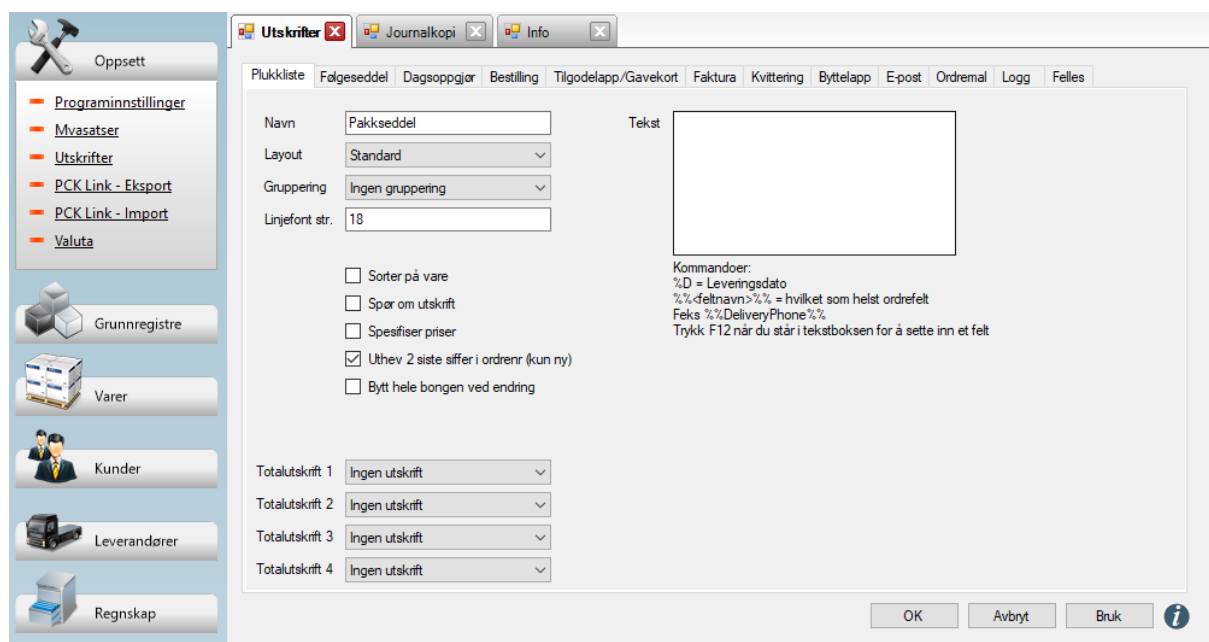 Oppsett
Programinnstillinger
Mvasatser
Utskrifter
PCK Link - Eksport
PCK Link - Import
Valuta
Grunnregistre
Varer
Kunder
Leverandører
Regnskap
Utskrifter Journalkopi Info
Plukkliste Følgeseddel Dagsoppgjør Bestilling Tilgodelapp/Gavekort Faktura Kvittering Byttelapp E-post Ordremal Logg Felles
Navn Pakkseddel
Layout Standard
Gruppering Ingen gruppering
Linjefont str. 18
Sorter på vare
Spør om utskrift
Spesifiser priser
Uthev 2 siste siffer i ordrenr (kun ny)
Bytt hele bongen ved endring
Totalutskrift 1 Ingen utskrift
Totalutskrift 2 Ingen utskrift
Totalutskrift 3 Ingen utskrift
Totalutskrift 4 Ingen utskrift
Tekst
Kommandoer:
%D = Leveringsdato
%%<feltnavn>%% = hvilket som helst ordrefelt
Feks %%DeliveryPhone%%
Trykk F12 når du står i tekstboksen for å sette inn et felt
OK Avbryt Bruk